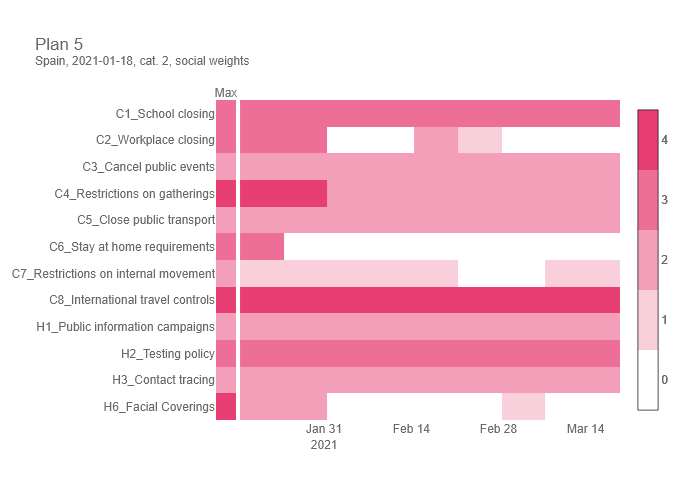 Plan 5
Spain, 2021-01-18, cat. 2, social weights
Max
C1_School closing
C2_Workplace closing
C3_Cancel public events
C4_Restrictions on gatherings
C5_Close public transport
C6_Stay at home requirements
C7_Restrictions on internal movement
C8_International travel controls
H1_Public information campaigns
H2_Testing policy
H3_Contact tracing
H6_Facial Coverings
Jan 31 Feb 14 Feb 28 Mar 14
2021
4
3
2
1
0